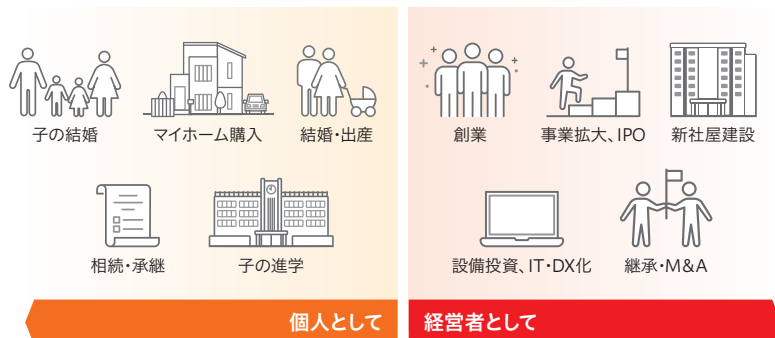 子の結婚
マイホーム購入
結婚・出産
相続・承継
子の進学
個人として
創業
事業拡大、IPO
新社屋建設
設備投資、IT・DX化
継承・M&A
経営者として